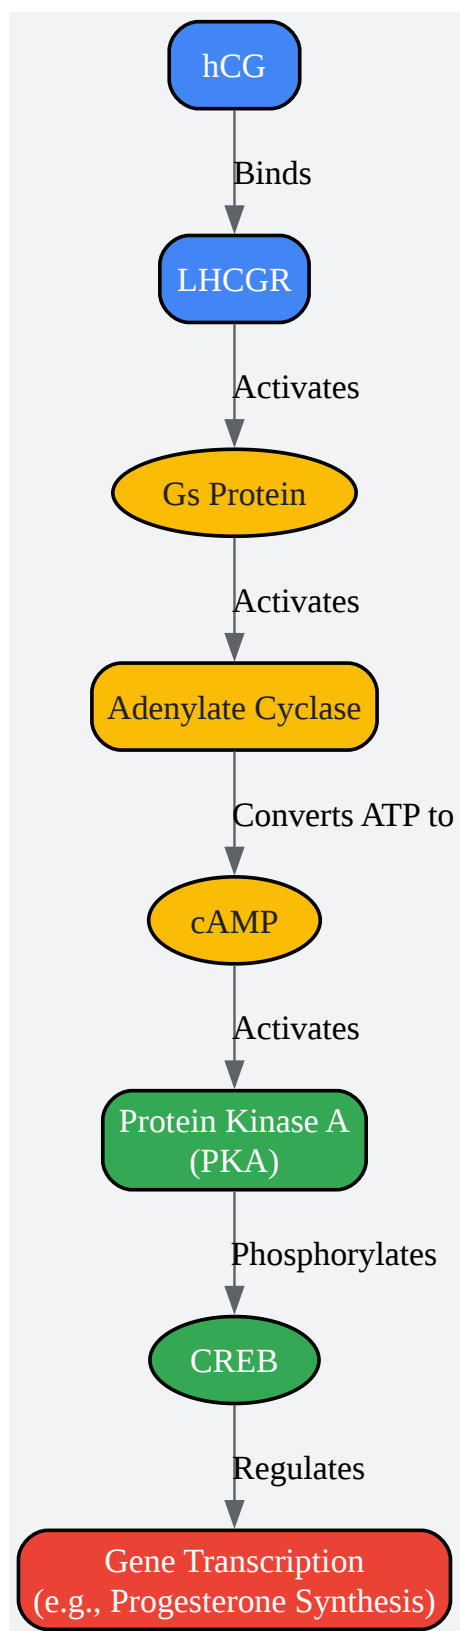 hCG
Binds
LHCGR
Activates
Gs Protein
Activates
Adenylate Cyclase
Converts ATP to
cAMP
Activates
Protein Kinase A
(PKA)
Phosphorylates
CREB
Regulates
Gene Transcription
(e.g., Progesterone Synthesis)